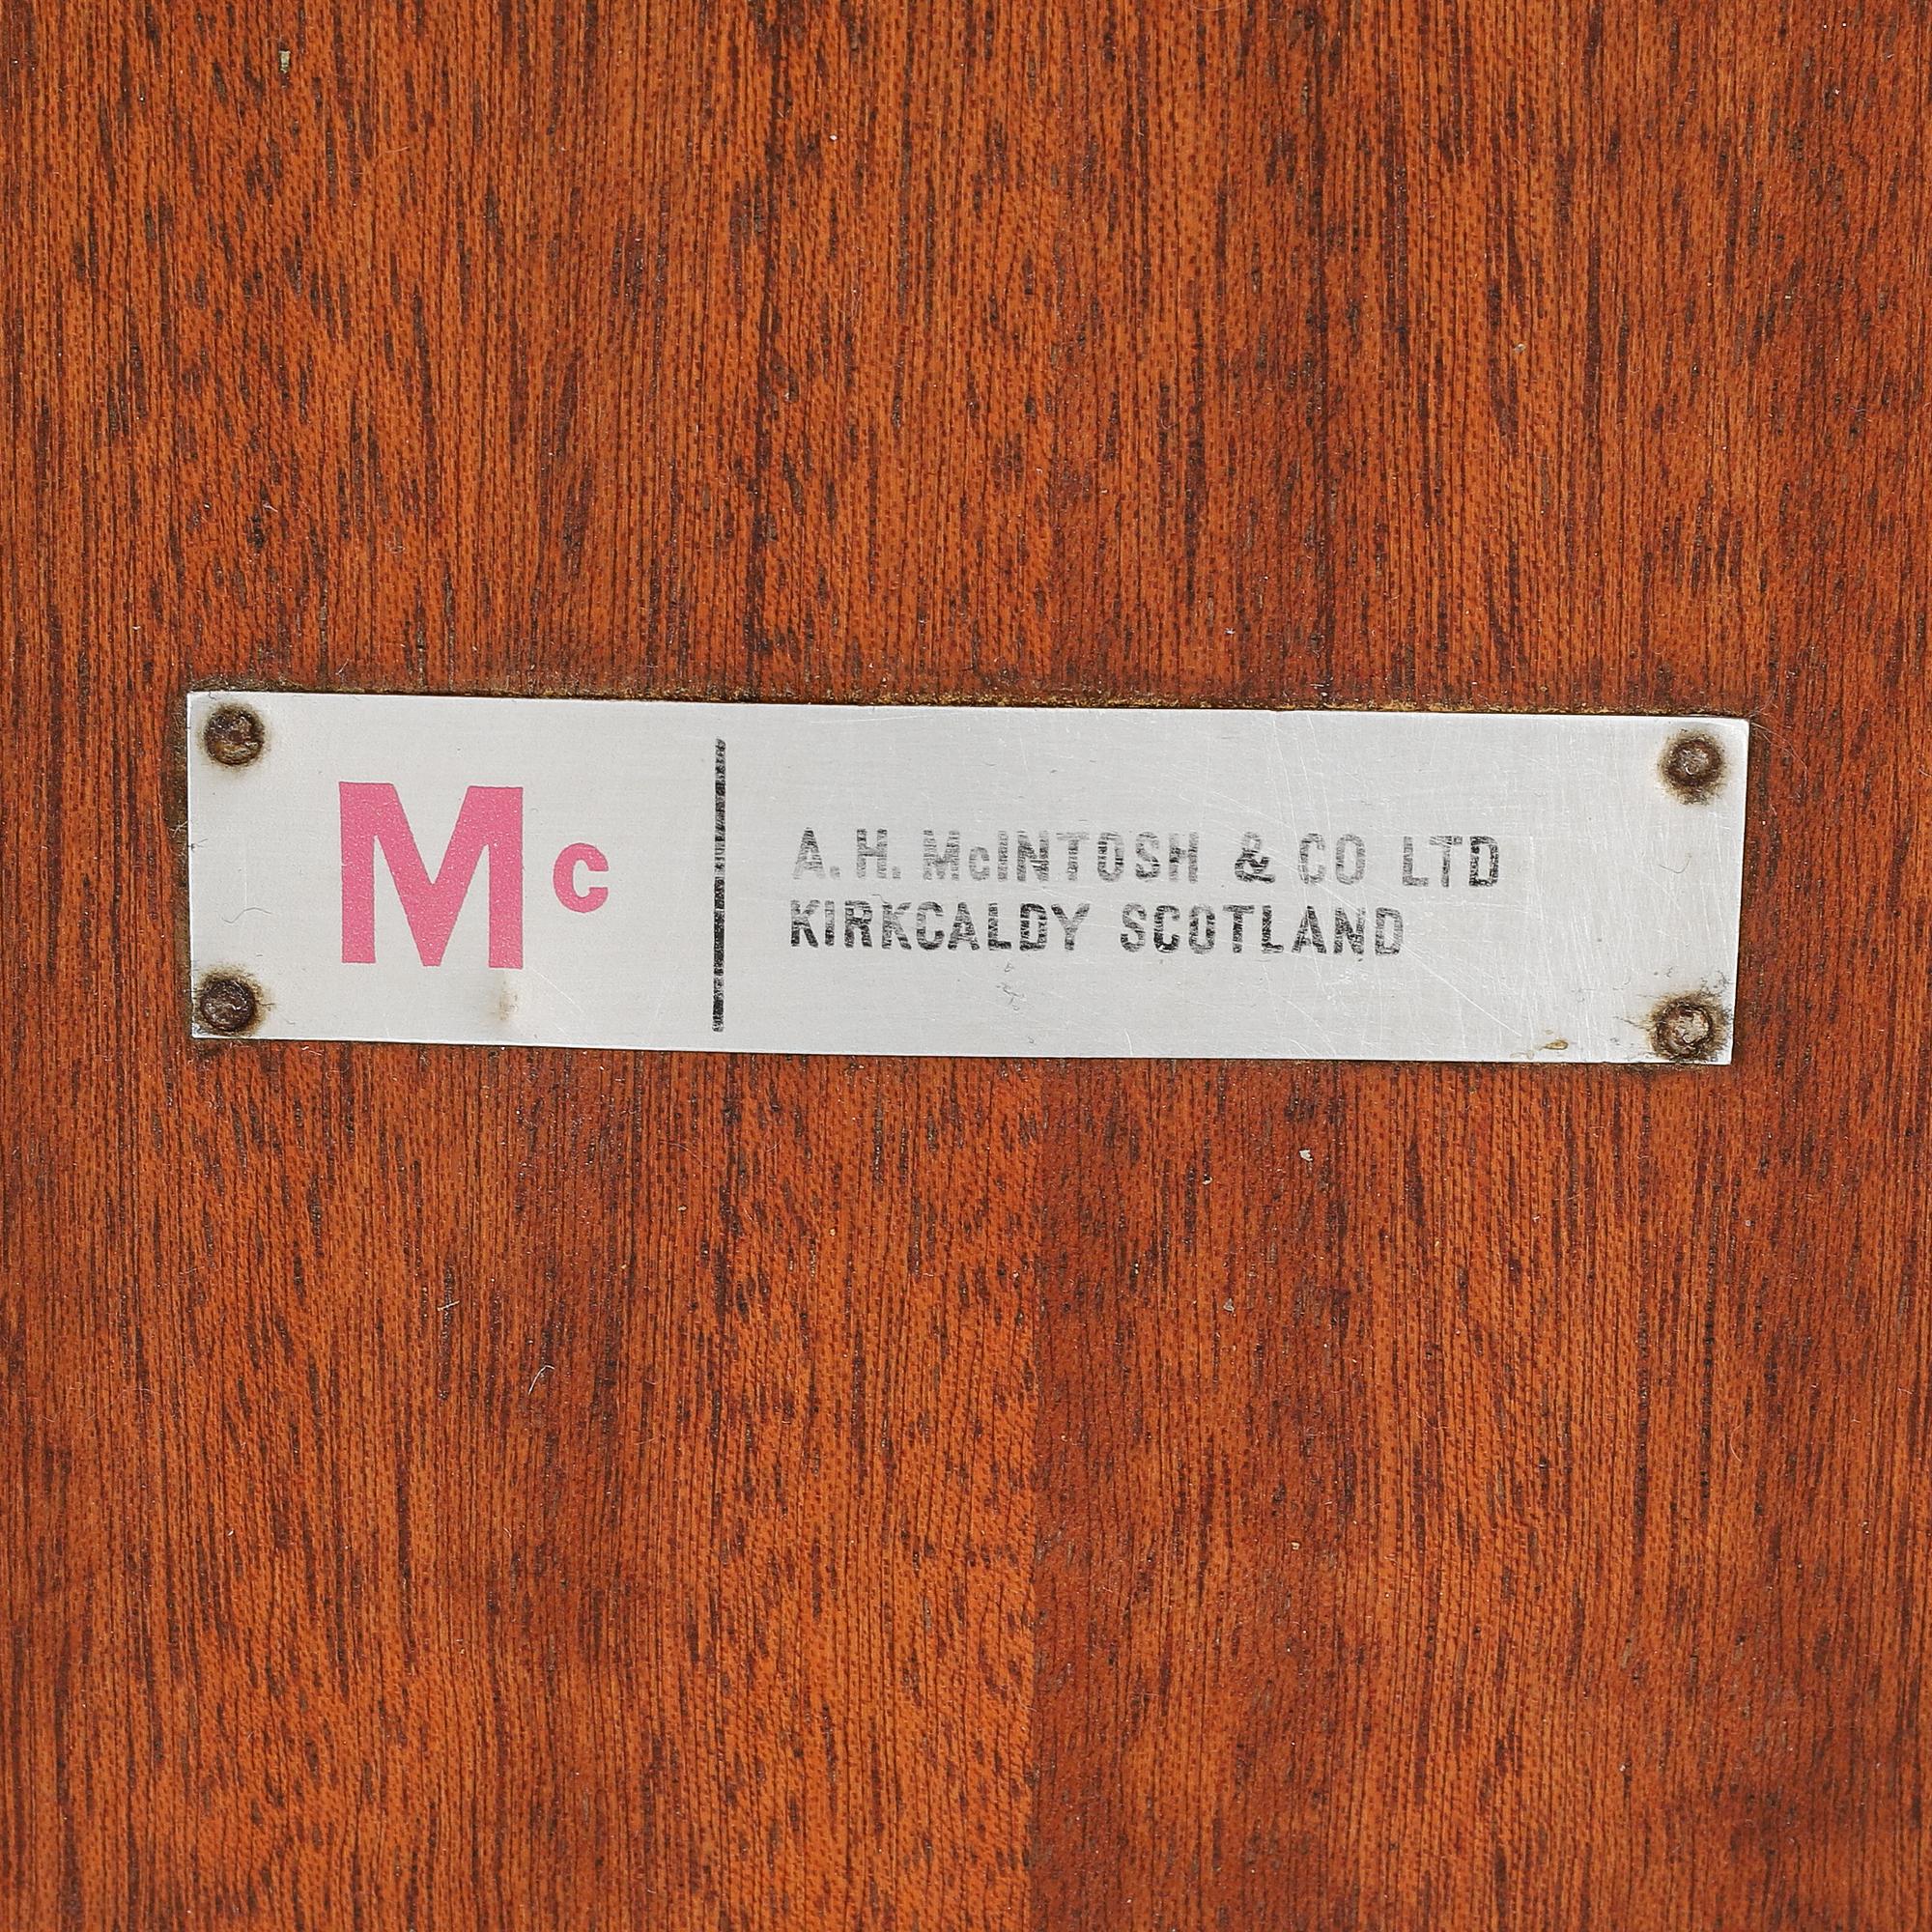 Mc
A.H. McINTOSH & CO LTD
KIRKCALDY SCOTLAND